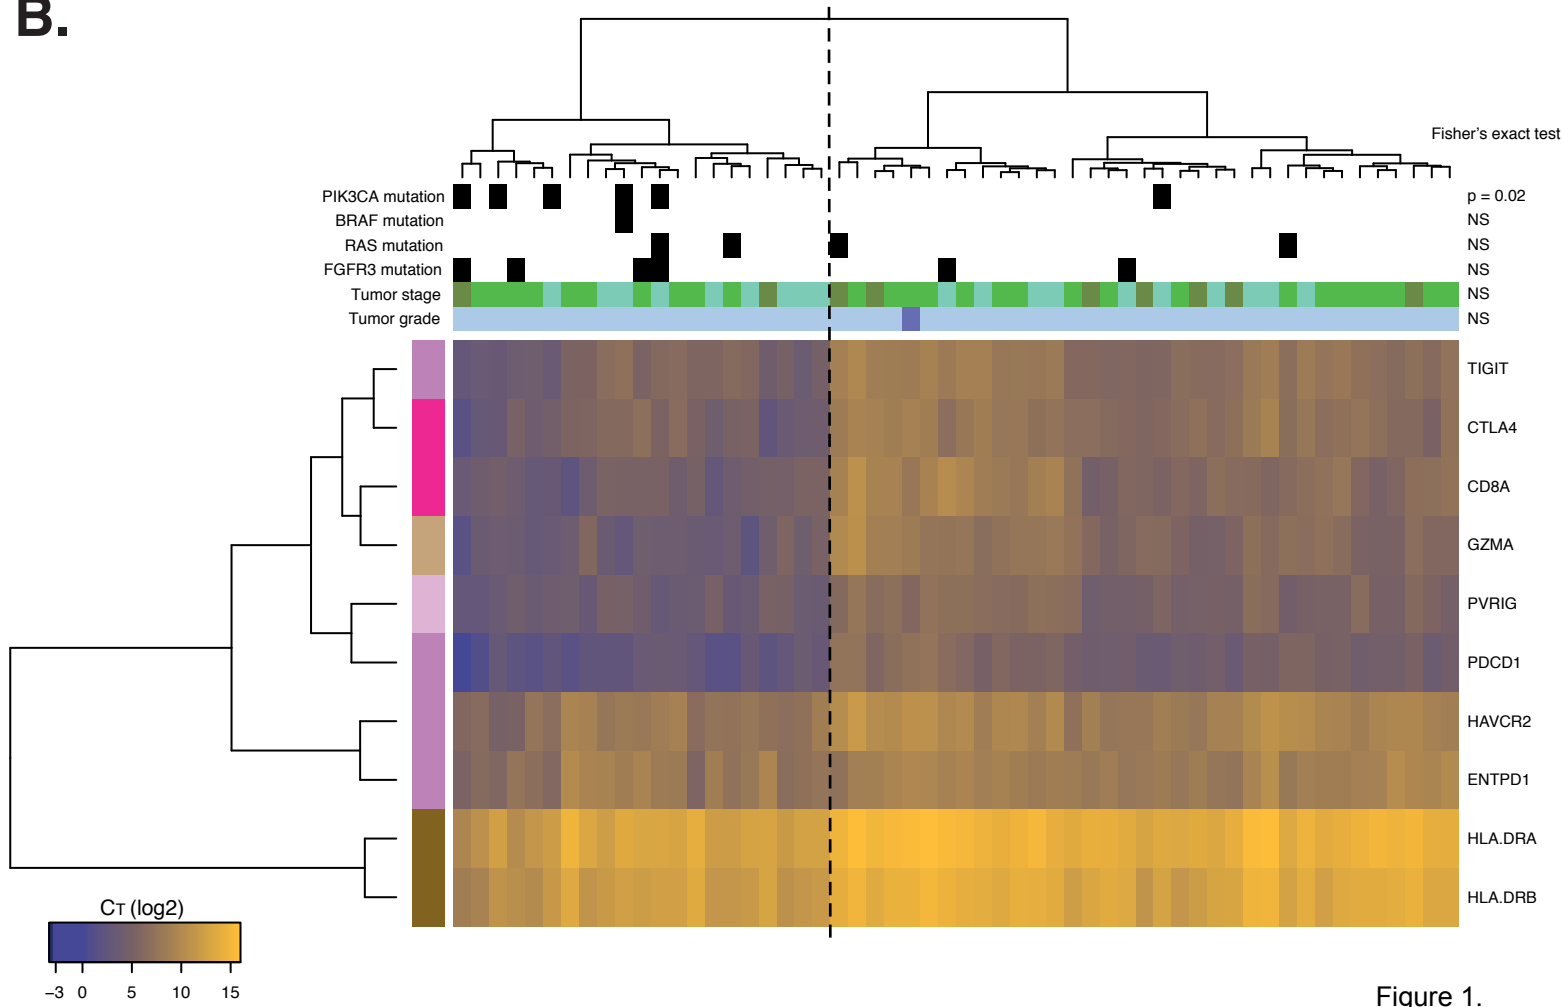 B.
Fisher's exact test
PIK3CA mutation p = 0.02
BRAF mutation NS
RAS mutation NS
FGFR3 mutation NS
Tumor stage NS
Tumor grade NS
TIGIT
CTLA4
CD8A
GZMA
PVRIG
PDCD1
HAVCR2
ENTPD1
HLA.DRA
HLA.DRB
CT (log2)
−3 0 5 10 15
Figure 1.